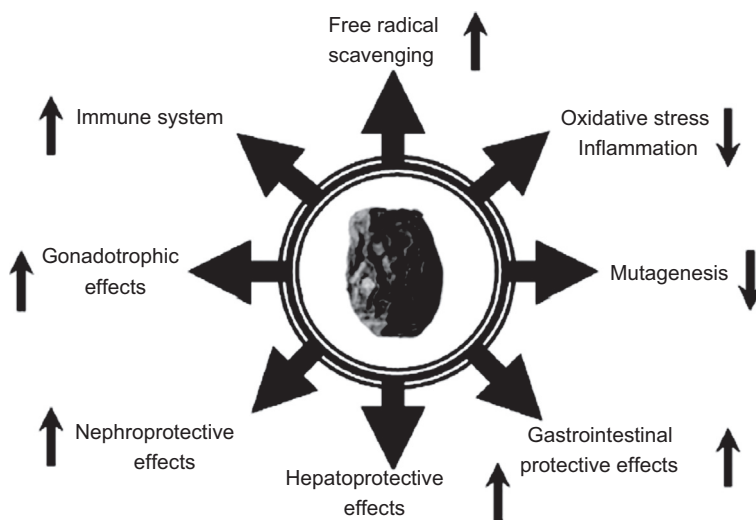 Free radical
scavenging
Immune system
Oxidative stress
Inflammation
Gonadotrophic
effects
Mutagenesis
Nephroprotective
effects
Gastrointestinal
protective effects
Hepatoprotective
effects